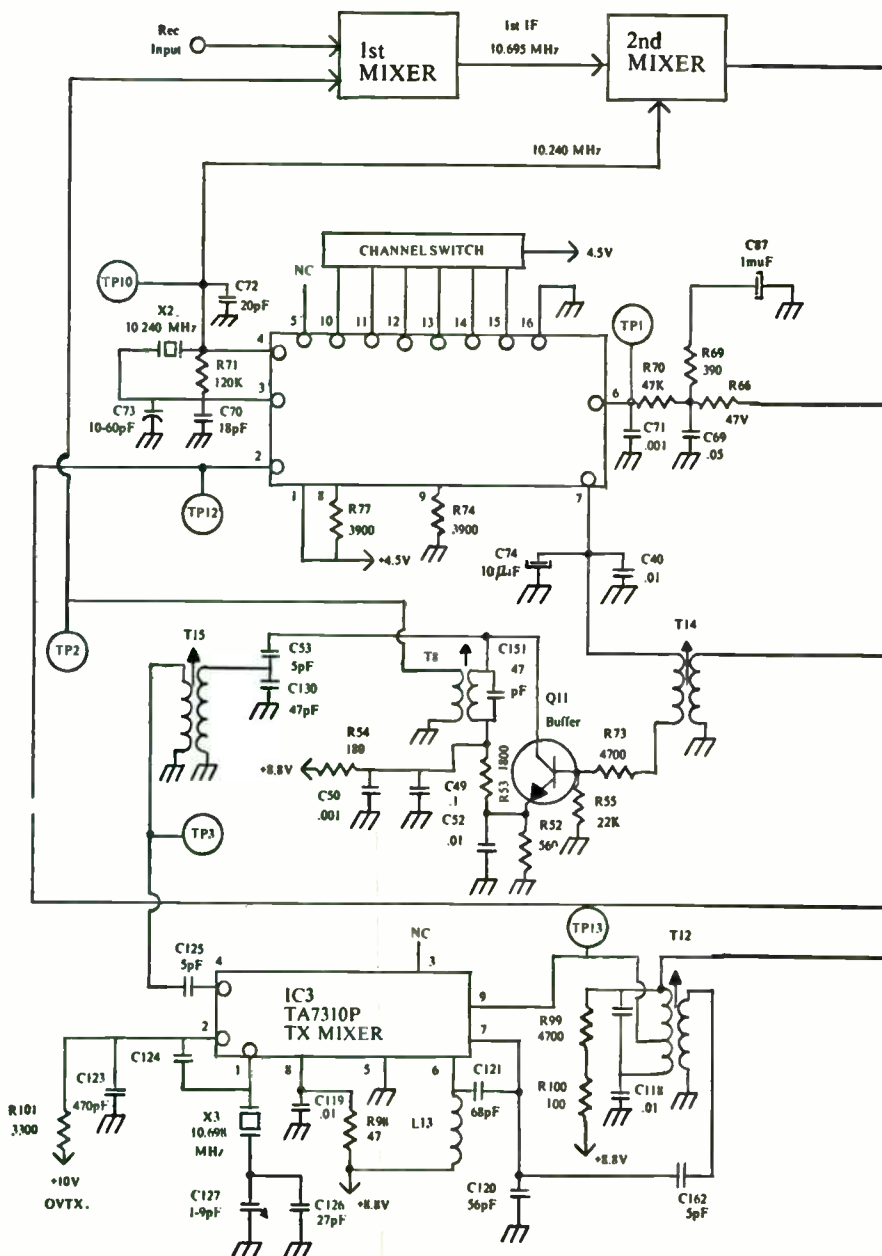 Rec
Input
1st
MIXER
1st IF
10.695 MHz
2nd
MIXER
10.240 MHz
CHANNEL SWITCH
4.5V
C87
1muF
TP10
C72
20pF
NC
X2
10 240 MHz
5
10
11
12
13
14
15
16
TP1
4
R71
120K
R69
390
R70
47K
R66
47V
3
6
C73
10-60pF
C70
18pF
C71
.001
C69
.05
2
TP12
1
8
R77
3900
9
R74
3900
7
+4.5V
C74
10µuF
C40
.01
TP2
T15
C53
5pF
C130
47pF
T8
C151
47
pF
Q11
Buffer
T14
R73
4700
R54
180
+8.8V
C50
.001
C49
.1
C52
.01
R53 1800
R52
560
R55
22K
TP3
TP13
T12
NC
C125
5pF
4
3
IC3
TA7310P
TX MIXER
9
7
2
C124
1
8
5
6
C121
68pF
R99
4700
C123
470pF
R101
3300
X3
10.698
MHz
C119
.01
R98
47
L13
R100
100
C118
.01
+10V
OVTX.
C127
1-9pF
C126
27pF
+8.8V
C120
56pF
+8.8V
C162
5pF